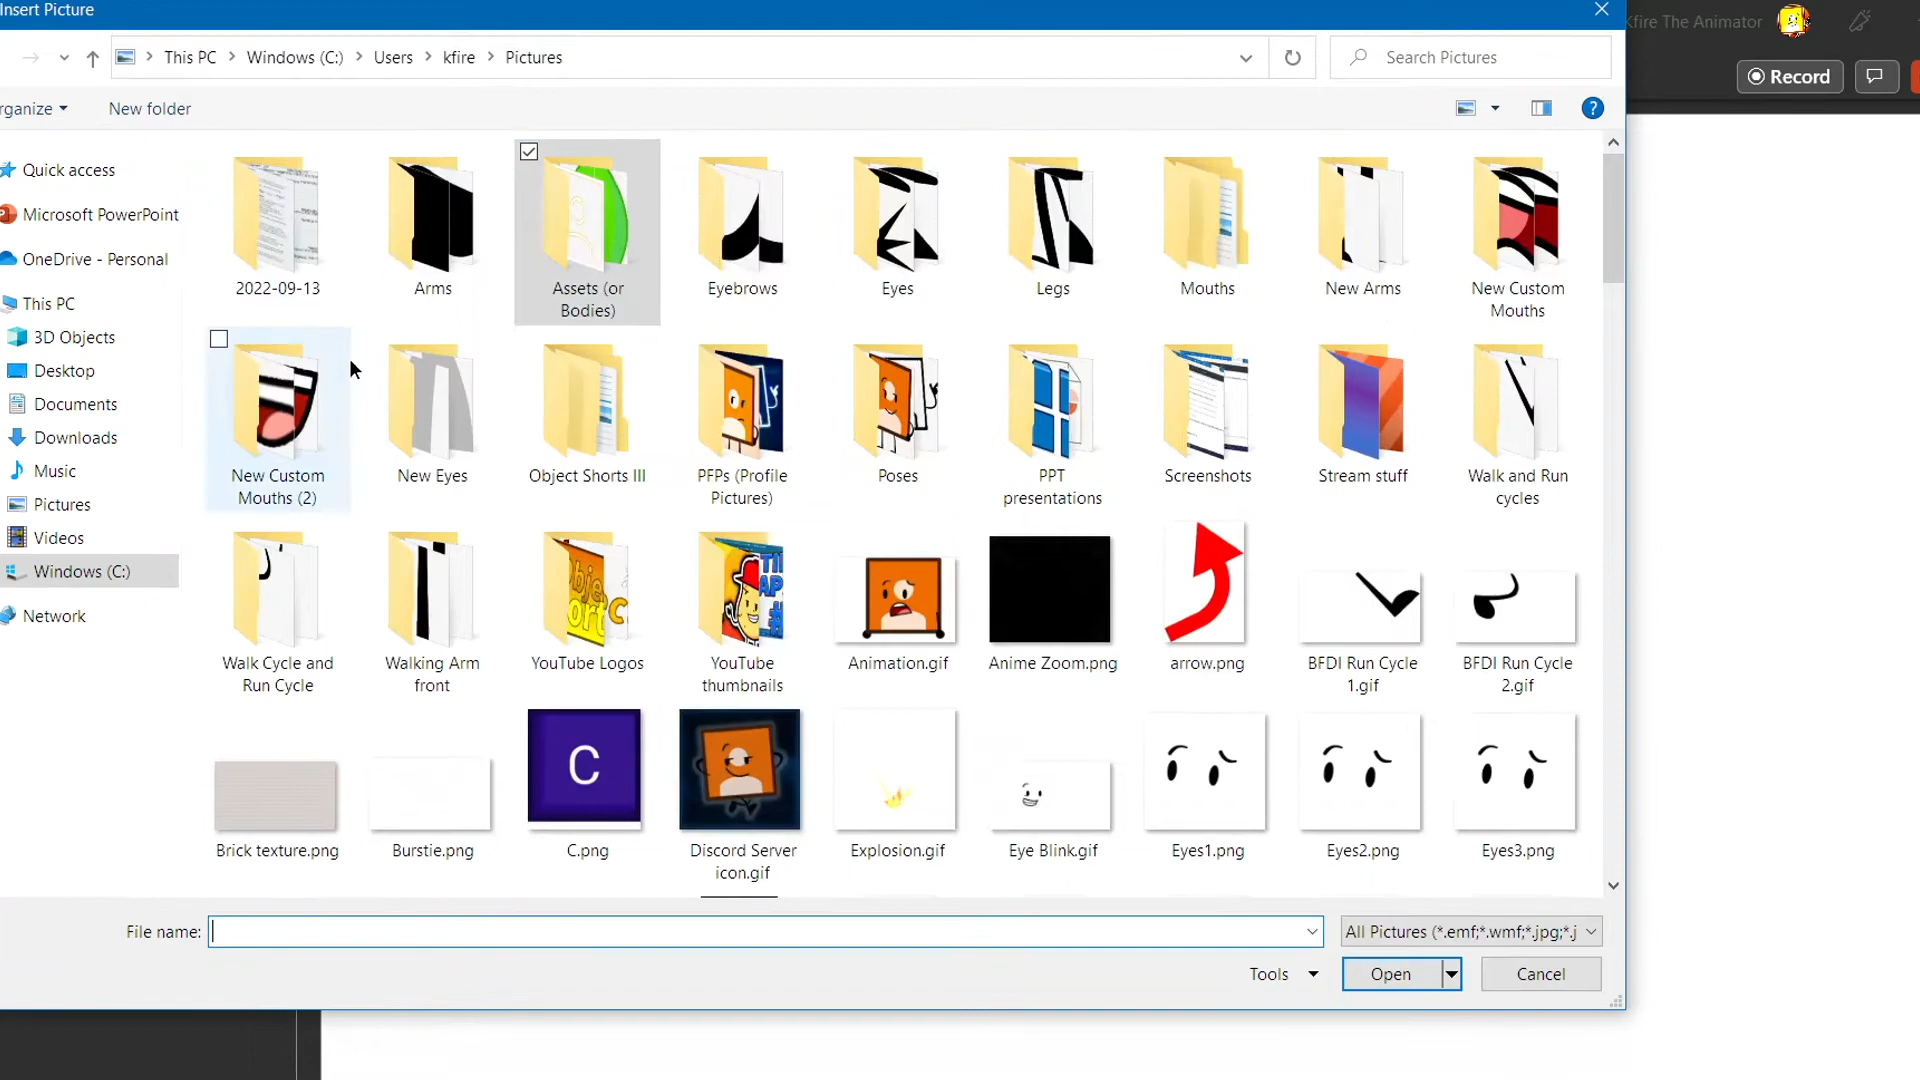 Insert Picture
Kfire The Animator
This PC
Windows (C:)
Users
kfire
Pictures
Search Pictures
Record
rganize
New folder
?
Quick access
Microsoft PowerPoint
OneDrive - Personal
This PC
3D Objects
Desktop
Documents
Downloads
Music
Pictures
Videos
Windows (C:)
Network
2022-09-13
Arms
Assets (or
Bodies)
Eyebrows
Eyes
Legs
Mouths
New Arms
New Custom
Mouths
New Custom
Mouths (2)
New Eyes
Object Shorts III
PFPs (Profile
Pictures)
Poses
PPT
presentations
Screenshots
Stream stuff
Walk and Run
cycles
Walk Cycle and
Run Cycle
Walking Arm
front
YouTube Logos
YouTube
thumbnails
Animation.gif
Anime Zoom.png
arrow.png
BFDI Run Cycle
1.gif
BFDI Run Cycle
2.gif
C
Brick texture.png
Burstie.png
C.png
Discord Server
icon.gif
Explosion.gif
Eye Blink.gif
Eyes1.png
Eyes2.png
Eyes3.png
File name:
All Pictures (*.emf;*.wmf;*.jpg;*.j
Tools
Open
Cancel